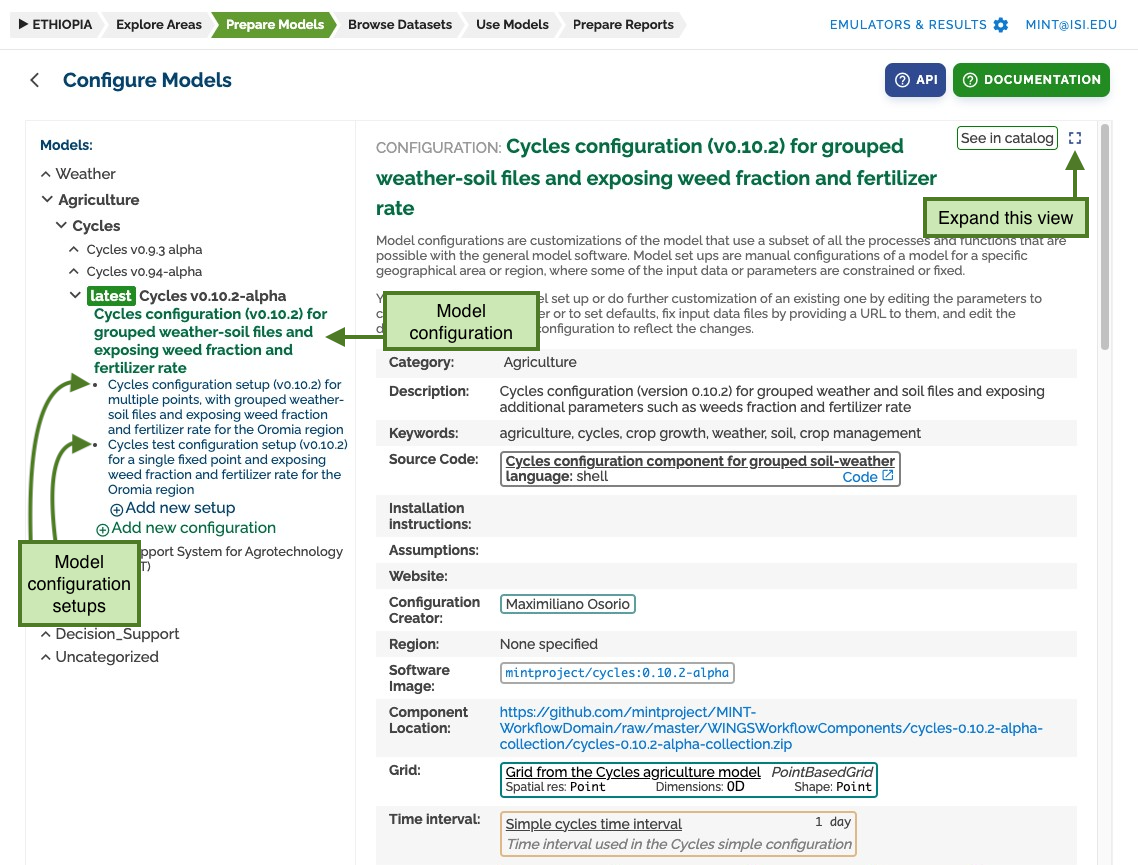 ETHIOPIA
Explore Areas
Prepare Models
Browse Datasets
Use Models
Prepare Reports
EMULATORS & RESULTS
MINT@ISI.EDU
Configure Models
API
DOCUMENTATION
Models:
Weather
Agriculture
Cycles
Cycles v0.9.3 alpha
Cycles v0.94-alpha
latest Cycles v0.10.2-alpha
Cycles configuration (v0.10.2) for
grouped weather-soil files and
exposing weed fraction and
fertilizer rate
Cycles configuration setup (v0.10.2) for
multiple points, with grouped weather-
soil files and exposing weed fraction
and fertilizer rate for the Oromia region
Cycles test configuration setup (v0.10.2)
for a single fixed point and exposing
weed fraction and fertilizer rate for the
Oromia region
Add new setup
Add new configuration
pport System for Agrotechnology
T)
Decision_Support
Uncategorized
Model
configuration
setups
Model
configuration
See in catalog
Expand this view
CONFIGURATION: Cycles configuration (v0.10.2) for grouped
weather-soil files and exposing weed fraction and fertilizer
rate
Model configurations are customizations of the model that use a subset of all the processes and functions that are
possible with the general model software. Model set ups are manual configurations of a model for a specific
geographical area or region, where some of the input data or parameters are constrained or fixed.
el set up or do further customization of an existing one by editing the parameters to
er or to set defaults, fix input data files by providing a URL to them, and edit the
configuration to reflect the changes.
Category: Agriculture
Description: Cycles configuration (version 0.10.2) for grouped weather and soil files and exposing
additional parameters such as weeds fraction and fertilizer rate
Keywords: agriculture, cycles, crop growth, weather, soil, crop management
Source Code: Cycles configuration component for grouped soil-weather
language: shell Code
Installation
instructions:
Assumptions:
Website:
Configuration
Creator: Maximiliano Osorio
Region: None specified
Software
Image: mintproject/cycles:0.10.2-alpha
Component
Location: https://github.com/mintproject/MINT-
WorkflowDomain/raw/master/WINGSWorkflowComponents/cycles-0.10.2-alpha-
collection/cycles-0.10.2-alpha-collection.zip
Grid: Grid from the Cycles agriculture model PointBasedGrid
Spatial res: Point Dimensions: 0D Shape: Point
Time interval: Simple cycles time interval 1 day
Time interval used in the Cycles simple configuration